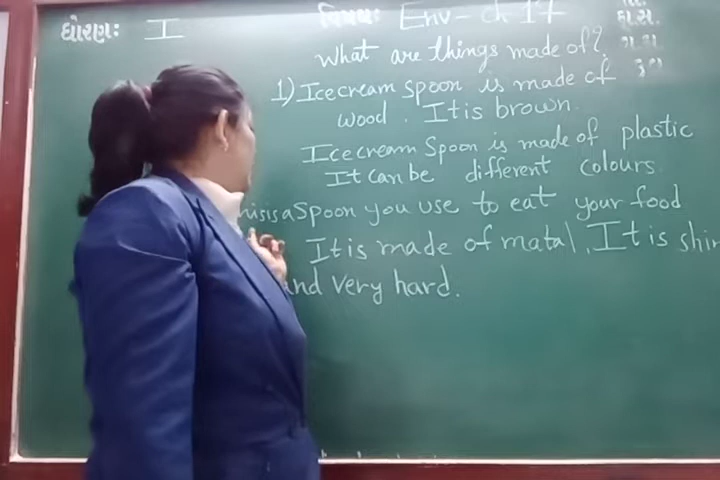 ધોરણ: I
વિષય: Env - ch 17
હા.સ.
ગ.હા
કુલ
What are things made of?
1) Icecream spoon is made of
wood. It is brown.
Icecream Spoon is made of plastic
It can be different colours.
hisisa Spoon you use to eat your food
It is made of matal, It is shin
and very hard.